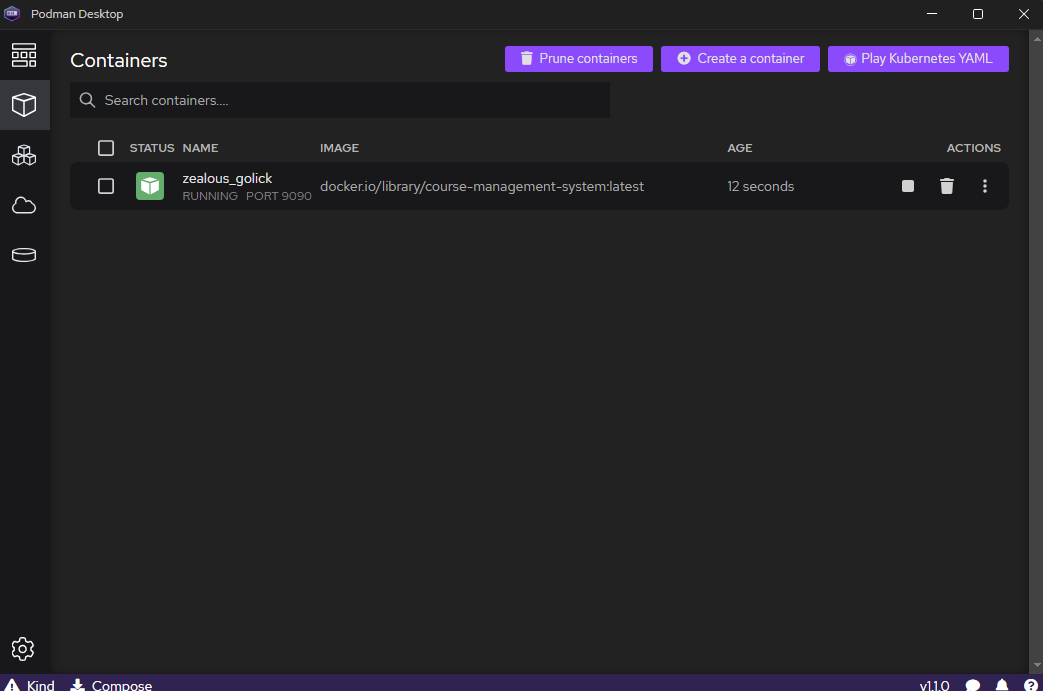 Podman Desktop
Containers
Prune containers
Create a container
Play Kubernetes YAML
Search containers....
STATUS NAME IMAGE AGE ACTIONS
zealous_golick
RUNNING PORT 9090
docker.io/library/course-management-system:latest
12 seconds
Kind Compose v1.1.0